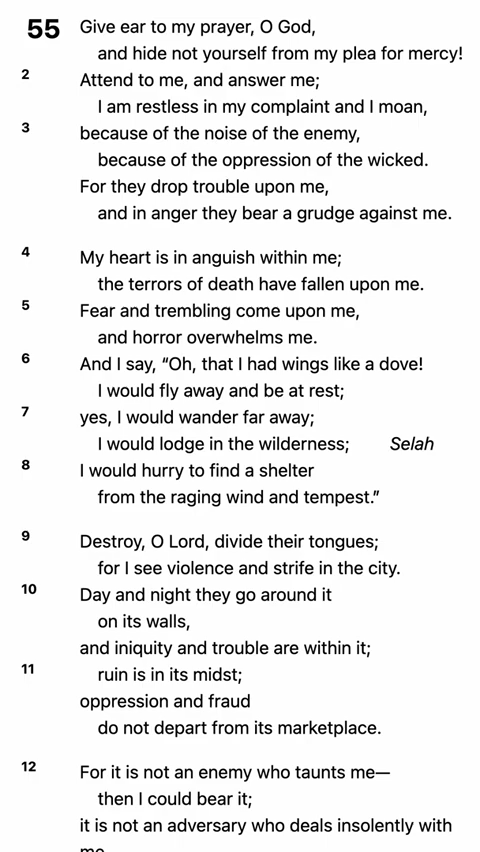 55 Give ear to my prayer, O God,
and hide not yourself from my plea for mercy!
2 Attend to me, and answer me;
I am restless in my complaint and I moan,
3 because of the noise of the enemy,
because of the oppression of the wicked.
For they drop trouble upon me,
and in anger they bear a grudge against me.
4 My heart is in anguish within me;
the terrors of death have fallen upon me.
5 Fear and trembling come upon me,
and horror overwhelms me.
6 And I say, “Oh, that I had wings like a dove!
I would fly away and be at rest;
7 yes, I would wander far away;
I would lodge in the wilderness; Selah
8 I would hurry to find a shelter
from the raging wind and tempest.”
9 Destroy, O Lord, divide their tongues;
for I see violence and strife in the city.
10 Day and night they go around it
on its walls,
and iniquity and trouble are within it;
11 ruin is in its midst;
oppression and fraud
do not depart from its marketplace.
12 For it is not an enemy who taunts me—
then I could bear it;
it is not an adversary who deals insolently with
me